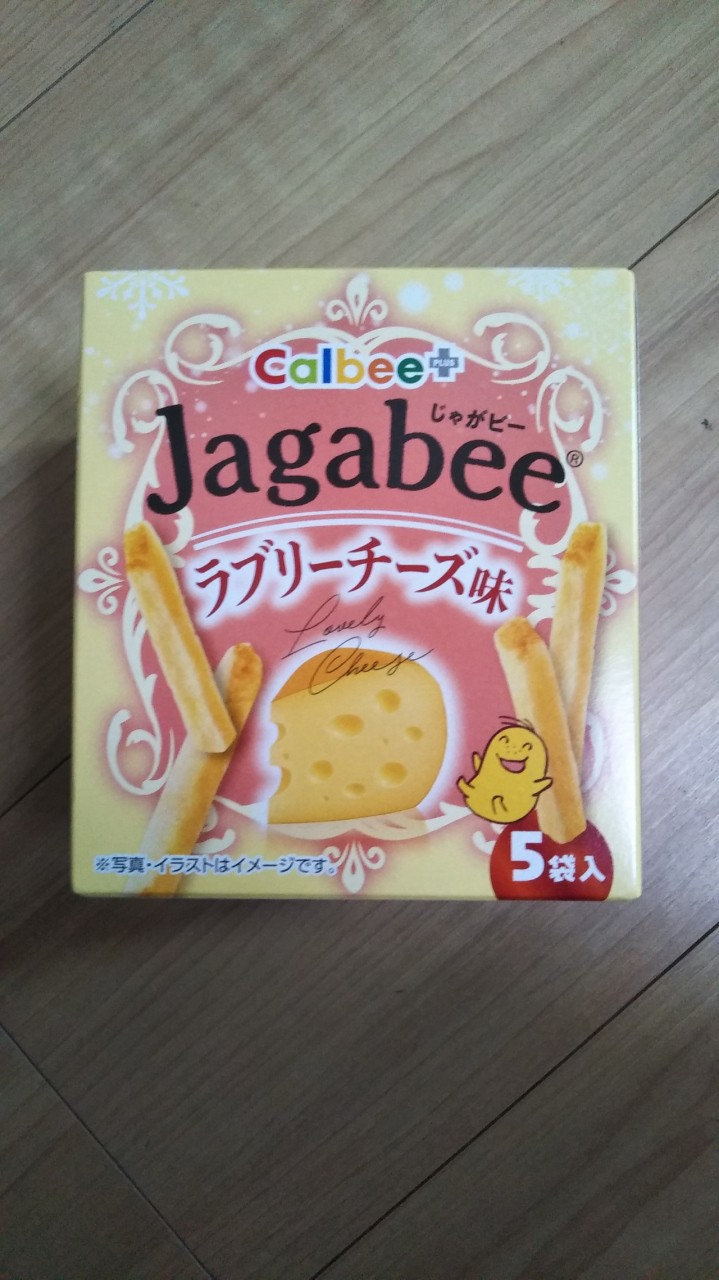 Calbee PLUS
じゃがビー
Jagabee®
ラブリーチーズ味
Lovely
Cheese
5袋入
※写真・イラストはイメージです。